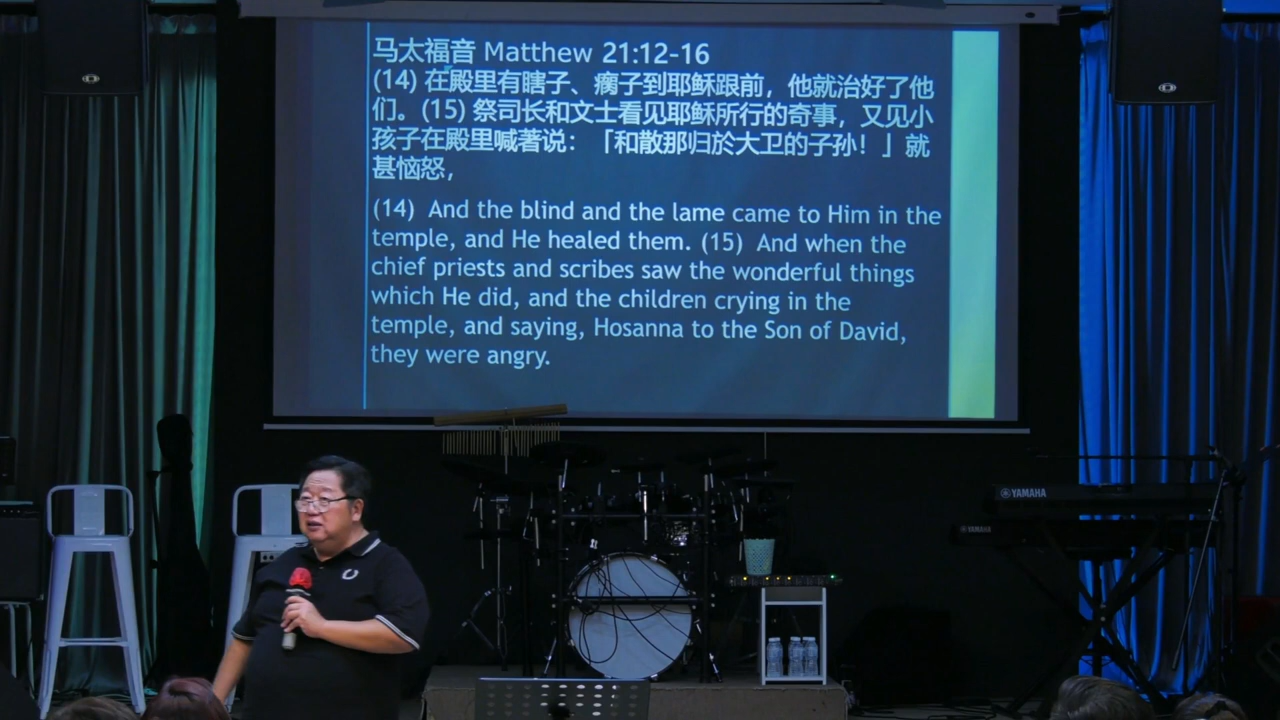 马太福音 Matthew 21:12-16
(14) 在殿里有瞎子、瘸子到耶稣跟前，他就治好了他
们。(15) 祭司长和文士看见耶稣所行的奇事，又见小
孩子在殿里喊著说：「和散那归於大卫的子孙！」就
甚恼怒，
(14) And the blind and the lame came to Him in the
temple, and He healed them. (15) And when the
chief priests and scribes saw the wonderful things
which He did, and the children crying in the
temple, and saying, Hosanna to the Son of David,
they were angry.
YAMAHA
YAMAHA